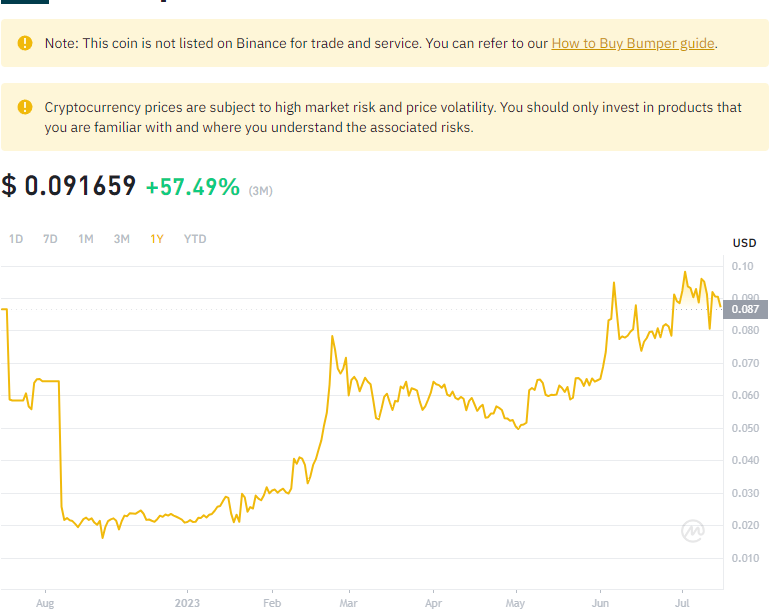 Note: This coin is not listed on Binance for trade and service. You can refer to our How to Buy Bumper guide.
Cryptocurrency prices are subject to high market risk and price volatility. You should only invest in products that
you are familiar with and where you understand the associated risks.
$ 0.091659 +57.49% (3M)
1D 7D 1M 3M 1Y YTD
USD
0.10
0.090
0.087
0.080
0.070
0.060
0.050
0.040
0.030
0.020
0.010
Aug 2023 Feb Mar Apr May Jun Jul